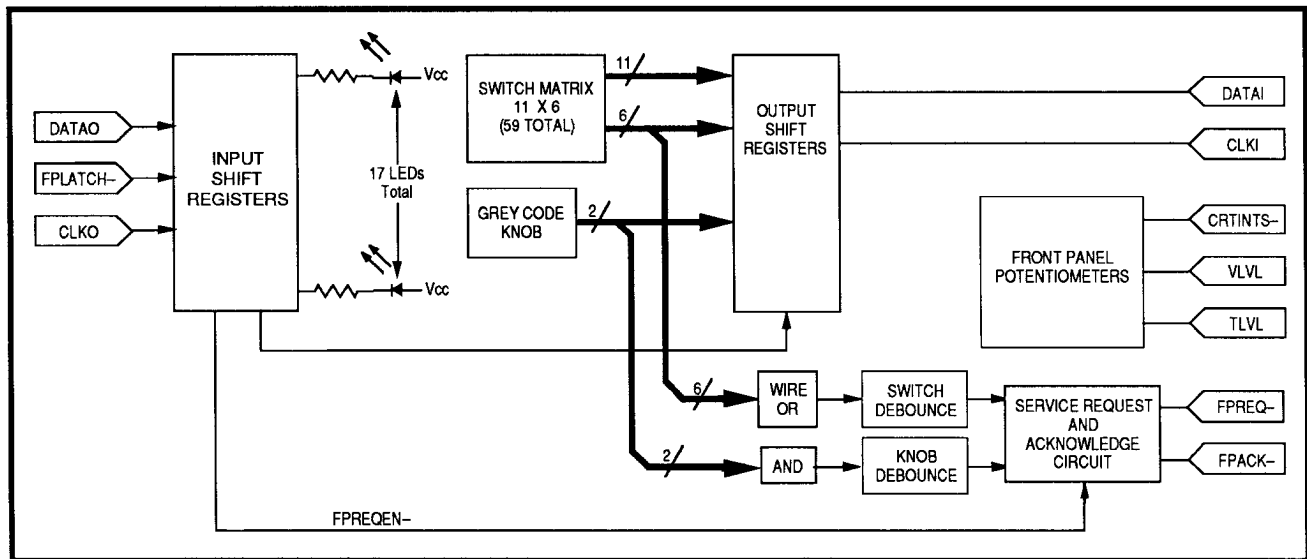 DATAO
FPLATCH–
CLKO
INPUT
SHIFT
REGISTERS
Vcc
17 LEDs
Total
Vcc
SWITCH MATRIX
11 X 6
(59 TOTAL)
11
6
GREY CODE
KNOB
2
OUTPUT
SHIFT
REGISTERS
DATAI
CLKI
FRONT PANEL
POTENTIOMETERS
CRTINTS–
VLVL
TLVL
6
WIRE
OR
SWITCH
DEBOUNCE
2
AND
KNOB
DEBOUNCE
SERVICE REQUEST
AND
ACKNOWLEDGE
CIRCUIT
FPREQ–
FPACK–
FPREQEN–